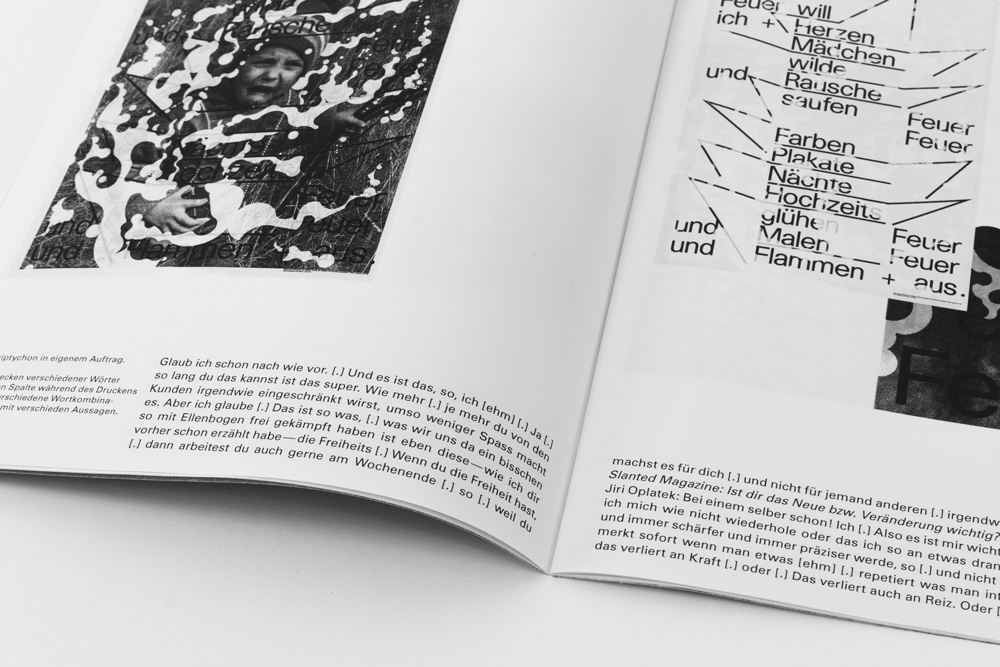 und Rausche
und
und Flammen aus.
riptychon in eigenem Auftrag.
ecken verschiedener Wörter
n Spalte während des Druckens
rschiedene Wortkombina-
mit verschieden Aussagen.
Glaub ich schon nach wie vor. [.] Und es ist das, so, ich [ehm] [.] Ja [.]
so lang du das kannst ist das super. Wie mehr [.] je mehr du von den
Kunden irgendwie eingeschränkt wirst, umso weniger Spass macht
es. Aber ich glaube [.] Das ist so was, [.] was wir uns da ein bisschen
so mit Ellenbogen frei gekämpft haben ist eben diese—wie ich dir
vorher schon erzählt habe—die Freiheits [.] Wenn du die Freiheit hast,
[.] dann arbeitest du auch gerne am Wochenende [.] so [.] weil du
Feuer will
ich + Herzen
Mädchen
wilde
und Rausche
saufen
Feuer
Farben Feuer
Plakate
Nächte
Hochzeits
glühen
und Malen Feuer
und Flammen Feuer
+ aus.
Fe
machst es für dich [.] und nicht für jemand anderen [.] irgendw
Slanted Magazine: Ist dir das Neue bzw. Veränderung wichtig?
Jiri Oplatek: Bei einem selber schon! Ich [.] Also es ist mir wicht
ich mich wie nicht wiederhole oder das ich so an etwas dran
und immer schärfer und immer präziser werde, so [.] und nicht
merkt sofort wenn man etwas [ehm] [.] repetiert was man int
das verliert an Kraft [.] oder [.] Das verliert auch an Reiz. Oder [